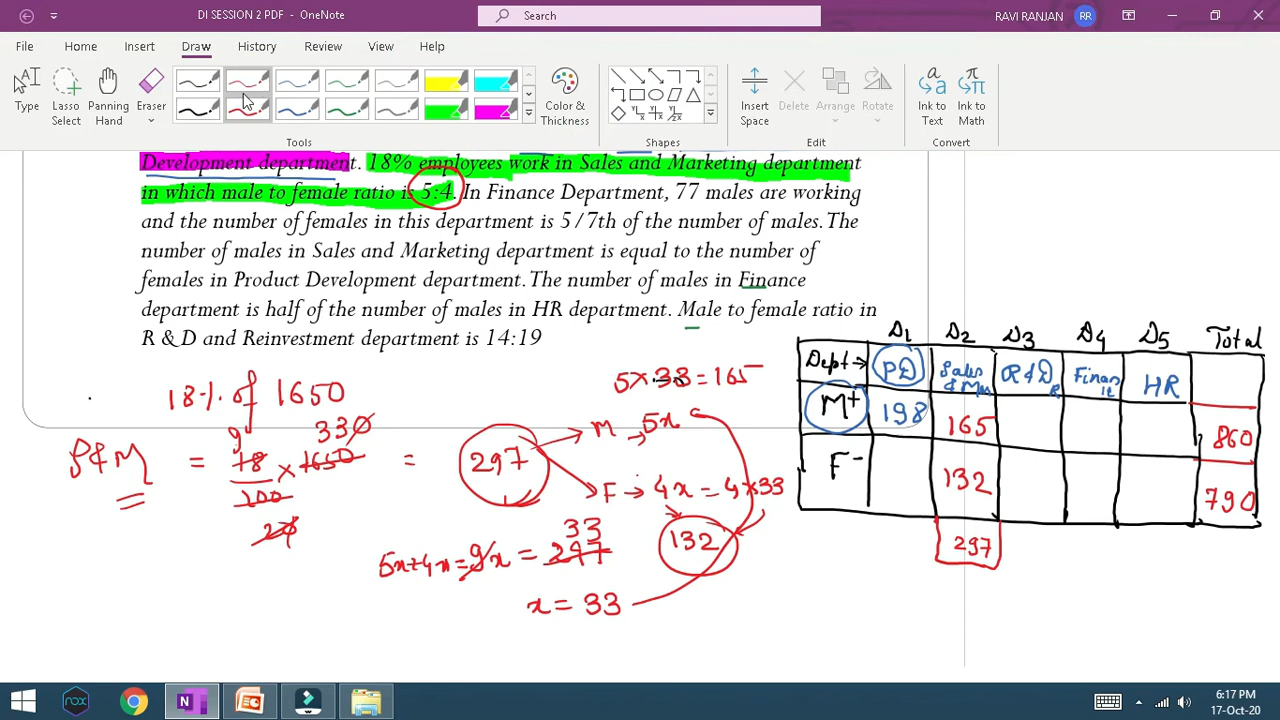 DI SESSION 2 PDF - OneNote
Search
RAVI RANJAN RR
File Home Insert Draw History Review View Help
Type
Lasso Select
Panning Hand
Eraser
Color & Thickness
Insert Space
Delete
Arrange
Rotate
Ink to Text
Ink to Math
Tools
Shapes
Edit
Convert
Development department. 18% employees work in Sales and Marketing department
in which male to female ratio is 5:4. In Finance Department, 77 males are working
and the number of females in this department is 5/7th of the number of males. The
number of males in Sales and Marketing department is equal to the number of
females in Product Development department. The number of males in Finance
department is half of the number of males in HR department. Male to female ratio in
R & D and Reinvestment department is 14:19
D1 D2 D3 D4 D5 Total
Dept→ PD Sales & MM R&D R Finan HR
M+ 198 165 860
F- 132 790
297
18% of 1650
5×33=165
S&M = 18/100 × 1650 = 297
9 330
20
M → 5x
F → 4x = 4×33
132
5x+4x=9x = 297
33
x = 33
6:17 PM
17-Oct-20